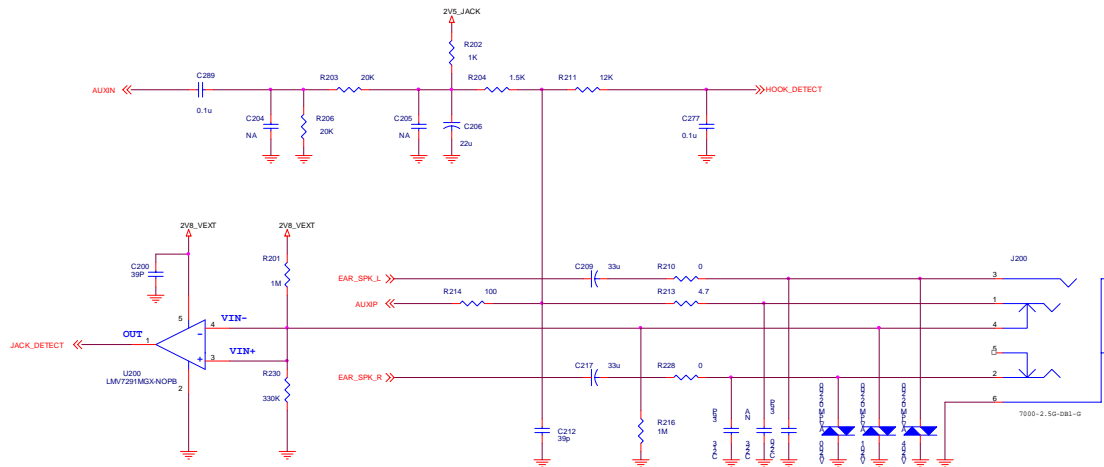 2V5_JACK
R202
1K
C289
R203
20K
R204
1.5K
R211
12K
AUXIN
HOOK_DETECT
0.1u
C204
NA
R206
20K
C205
NA
C206
22u
C277
0.1u
2V8_VEXT
2V8_VEXT
C200
39P
R201
1M
EAR_SPK_L
C209
33u
R210
0
J200
3
AUXIP
R214
100
R213
4.7
1
5
OUT
4
VIN-
4
JACK_DETECT
1
3
VIN+
5
U200
LMV7291MGX-NOPB
2
R230
330K
EAR_SPK_R
C217
33u
R228
0
2
6
7000-2.5G-DB1-G
C212
39p
R216
1M
NA